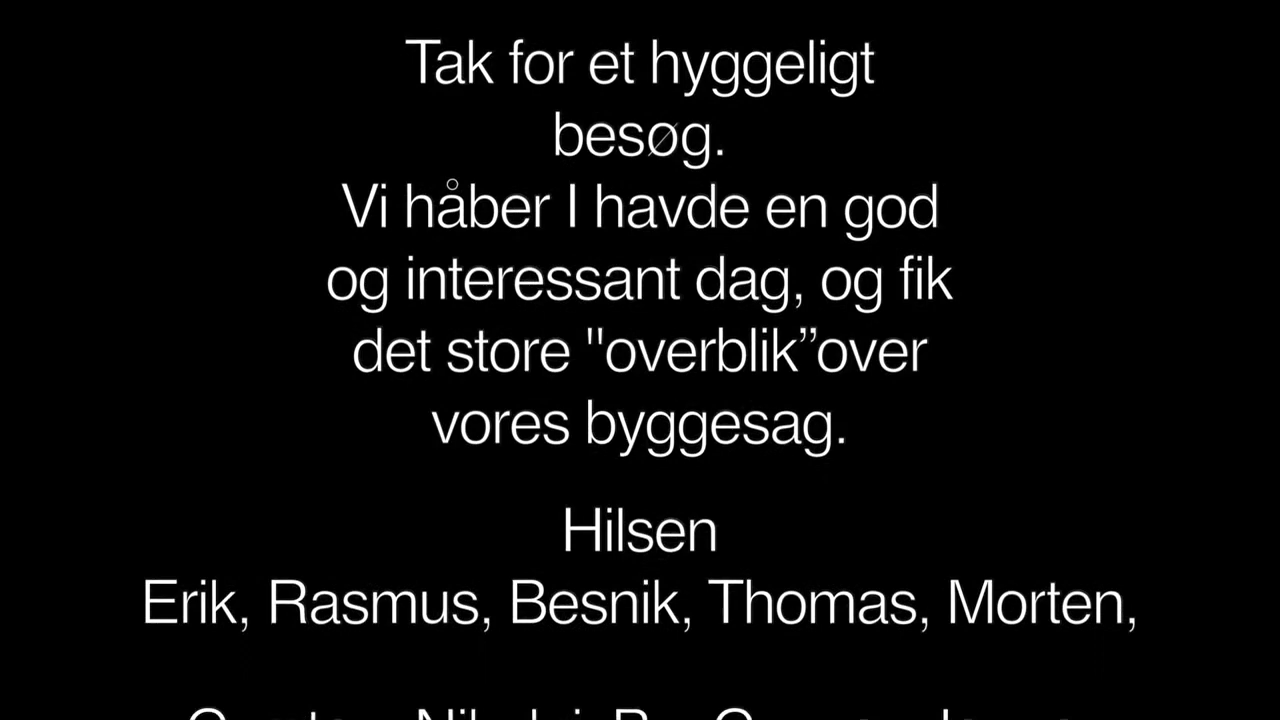 Tak for et hyggeligt
besøg.
Vi håber I havde en god
og interessant dag, og fik
det store "overblik”over
vores byggesag.
Hilsen
Erik, Rasmus, Besnik, Thomas, Morten,